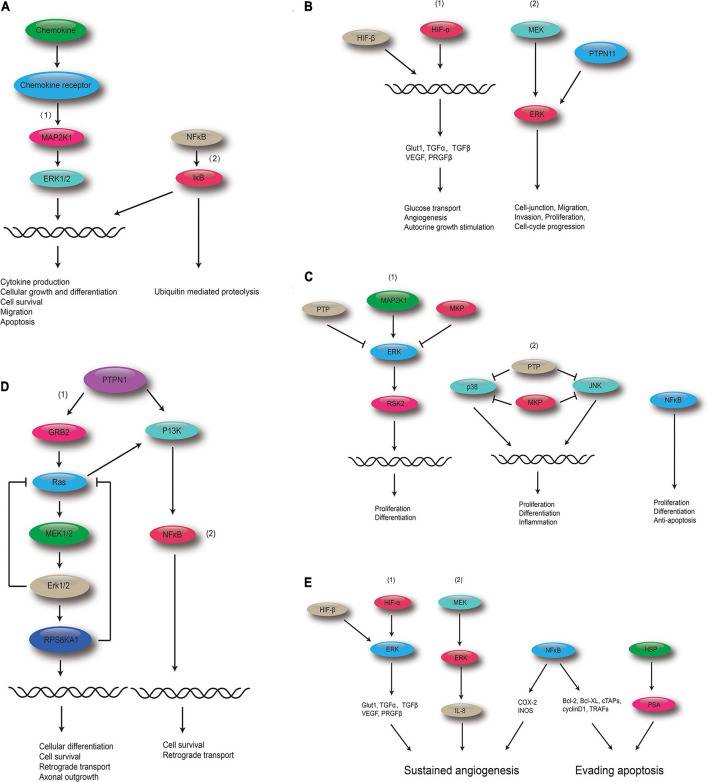 A
Chemokine
Chemokine receptor
(1)
MAP2K1
NFκB
(2)
ERK1/2
IκB
Cytokine production
Cellular growth and differentiation
Cell survival
Migration
Apoptosis
Ubiquitin mediated proteolysis
B
(1)
(2)
HIF-β
HIF-α
MEK
PTPN11
ERK
Glut1, TGFα, TGFβ
VEGF, PRGFβ
Glucose transport
Angiogenesis
Autocrine growth stimulation
Cell-junction, Migration,
Invasion, Proliferation,
Cell-cycle progression
C
(1)
PTP
MAP2K1
MKP
ERK
RSK2
Proliferation
Differentiation
(2)
PTP
p38
JNK
MKP
NFκB
Proliferation
Differentiation
Inflammation
Proliferation
Differentiation
Anti-apoptosis
D
PTPN1
(1)
GRB2
P13K
Ras
MEK1/2
NFκB
(2)
Erk1/2
RPS6KA1
Cellular differentiation
Cell survival
Retrograde transport
Axonal outgrowth
Cell survival
Retrograde transport
E
(1)
(2)
HIF-β
HIF-α
MEK
ERK
ERK
NFκB
HSP
Glut1, TGFα, TGFβ
VEGF, PRGFβ
IL-8
COX-2
INOS
Bcl-2, Bcl-XL, cTAPs,
cyclinD1, TRAFs
PSA
Sustained angiogenesis
Evading apoptosis